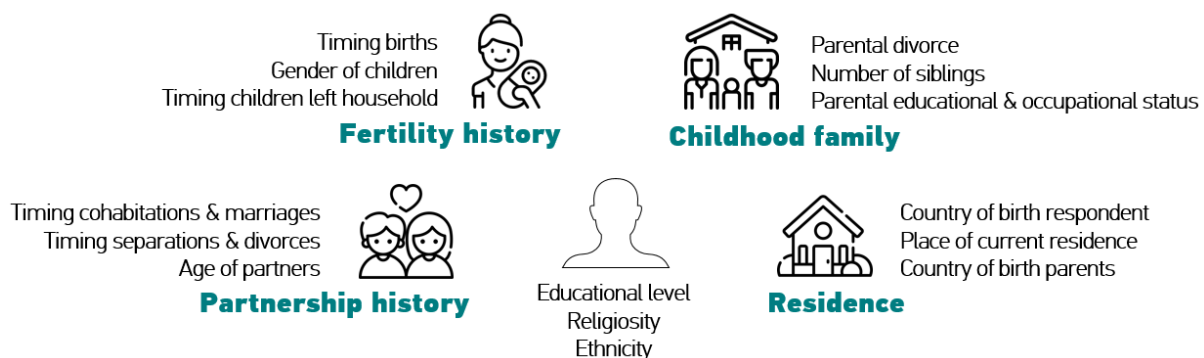 Timing births
Gender of children
Timing children left household
Fertility history
Parental divorce
Number of siblings
Parental educational & occupational status
Childhood family
Timing cohabitations & marriages
Timing separations & divorces
Age of partners
Partnership history
Educational level
Religiosity
Ethnicity
Country of birth respondent
Place of current residence
Country of birth parents
Residence